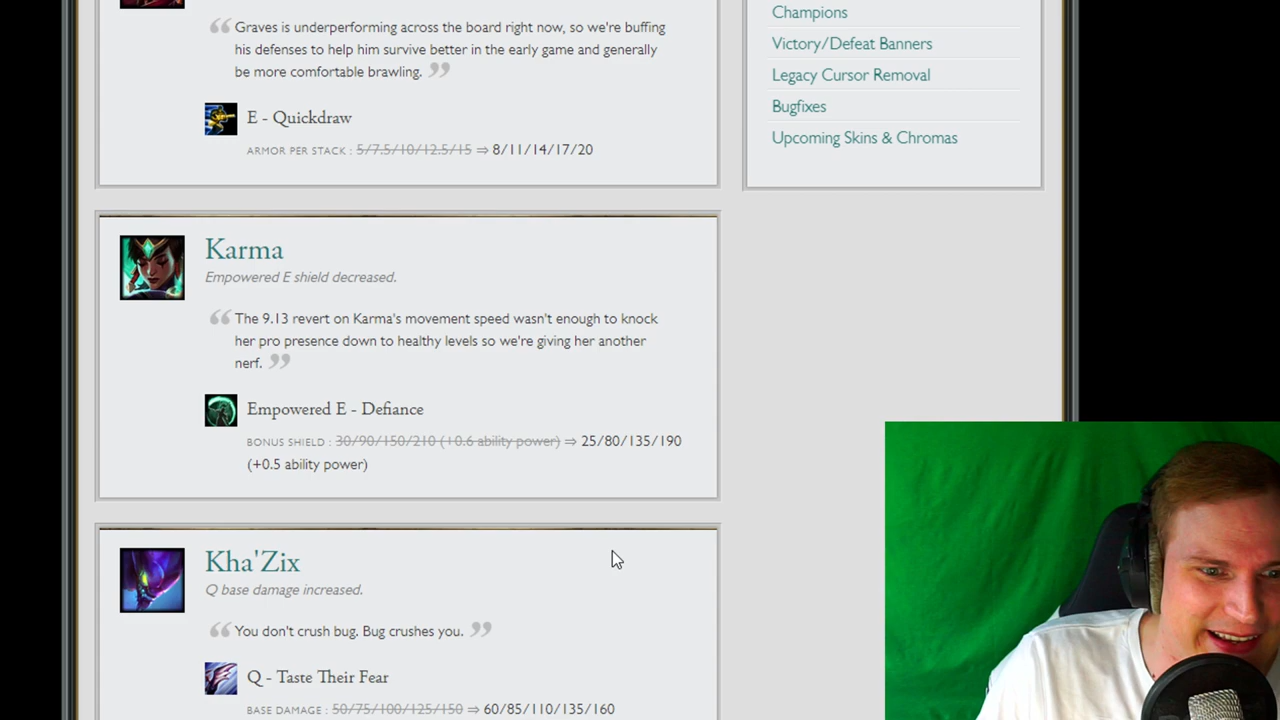 Graves is underperforming across the board right now, so we're buffing
his defenses to help him survive better in the early game and generally
be more comfortable brawling.
E - Quickdraw
ARMOR PER STACK : 5/7.5/10/12.5/15 ⇒ 8/11/14/17/20
Karma
Empowered E shield decreased.
The 9.13 revert on Karma's movement speed wasn't enough to knock
her pro presence down to healthy levels so we're giving her another
nerf.
Empowered E - Defiance
BONUS SHIELD : 30/90/150/210 (+0.6 ability power) ⇒ 25/80/135/190
(+0.5 ability power)
Kha'Zix
Q base damage increased.
You don't crush bug. Bug crushes you.
Q - Taste Their Fear
BASE DAMAGE : 50/75/100/125/150 ⇒ 60/85/110/135/160
Champions
Victory/Defeat Banners
Legacy Cursor Removal
Bugfixes
Upcoming Skins & Chromas